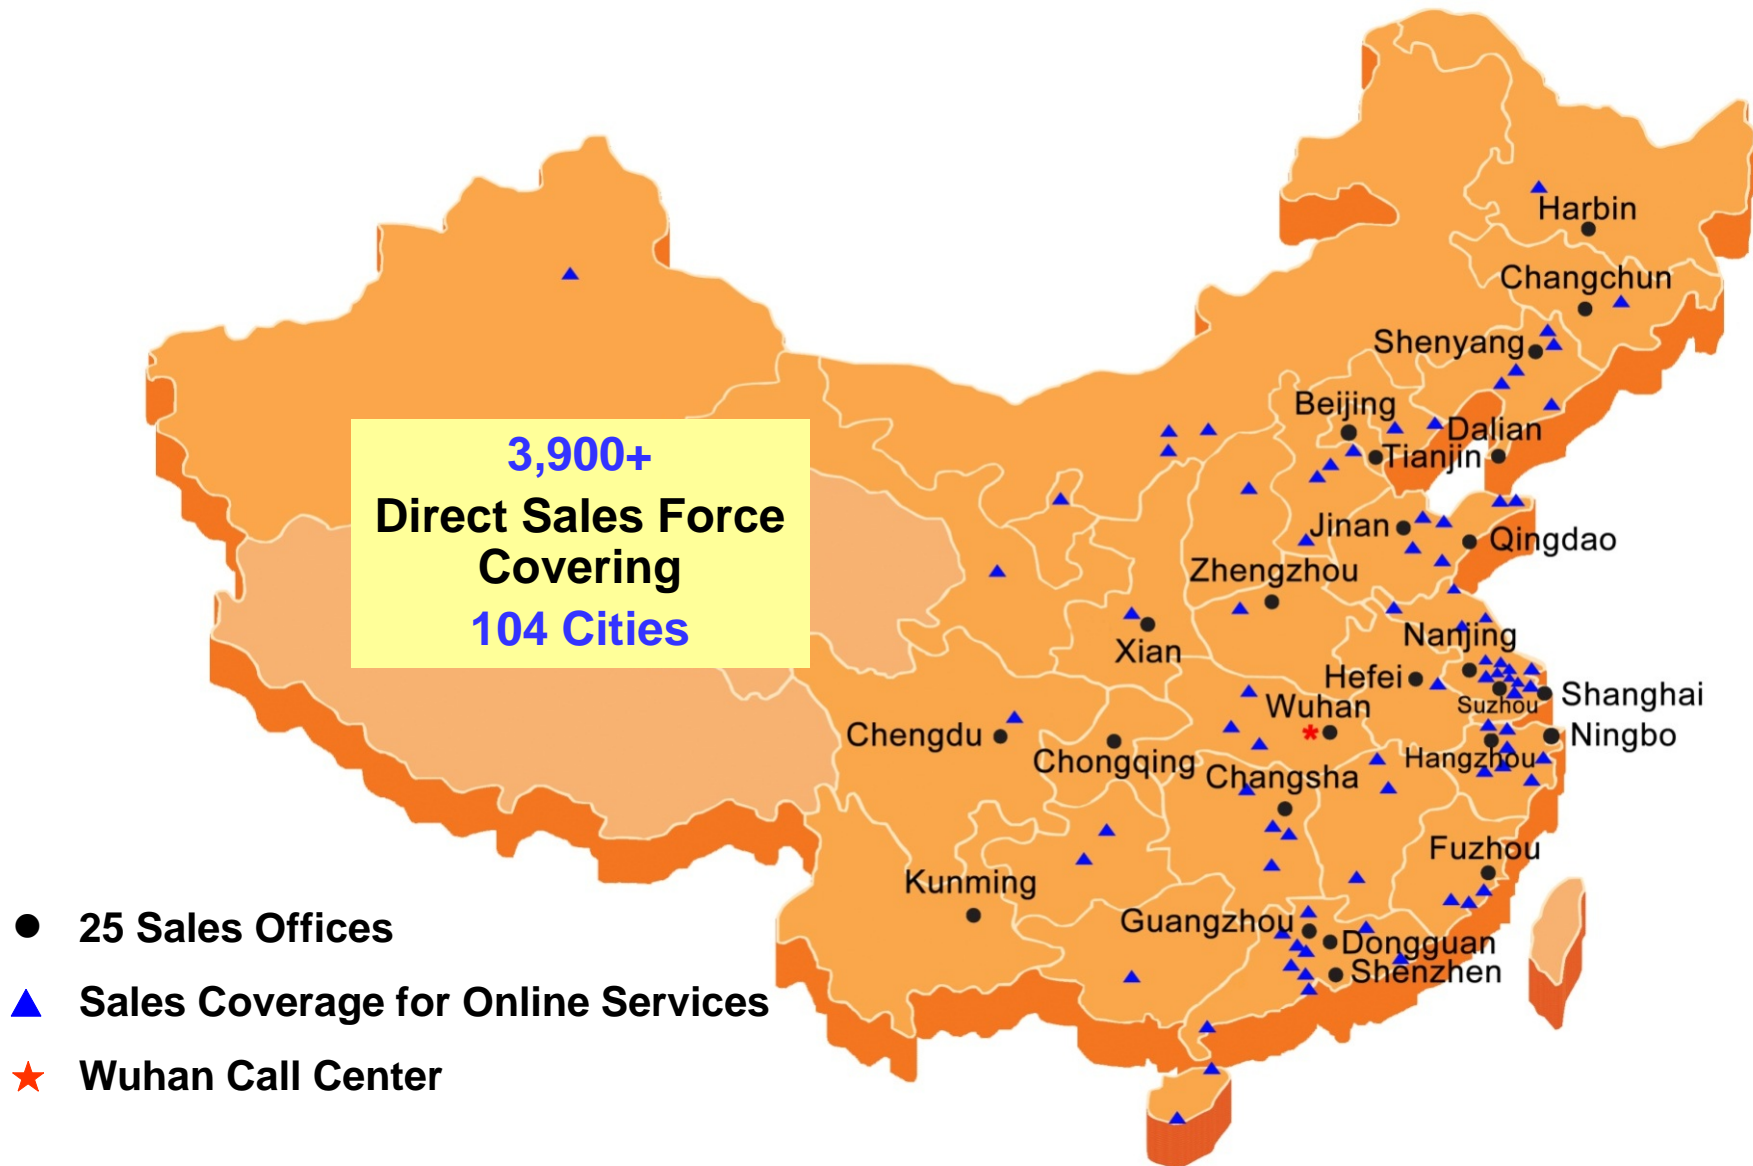 Harbin
Changchun
Shenyang
Beijing
Dalian
Tianjin
3,900+
Direct Sales Force
Covering
104 Cities
Jinan
Qingdao
Zhengzhou
Xian
Nanjing
Hefei
Suzhou
Shanghai
Wuhan
*
Chengdu
Chongqing
Ningbo
Hangzhou
Changsha
Fuzhou
Kunming
Guangzhou
Dongguan
Shenzhen
25 Sales Offices
Sales Coverage for Online Services
Wuhan Call Center